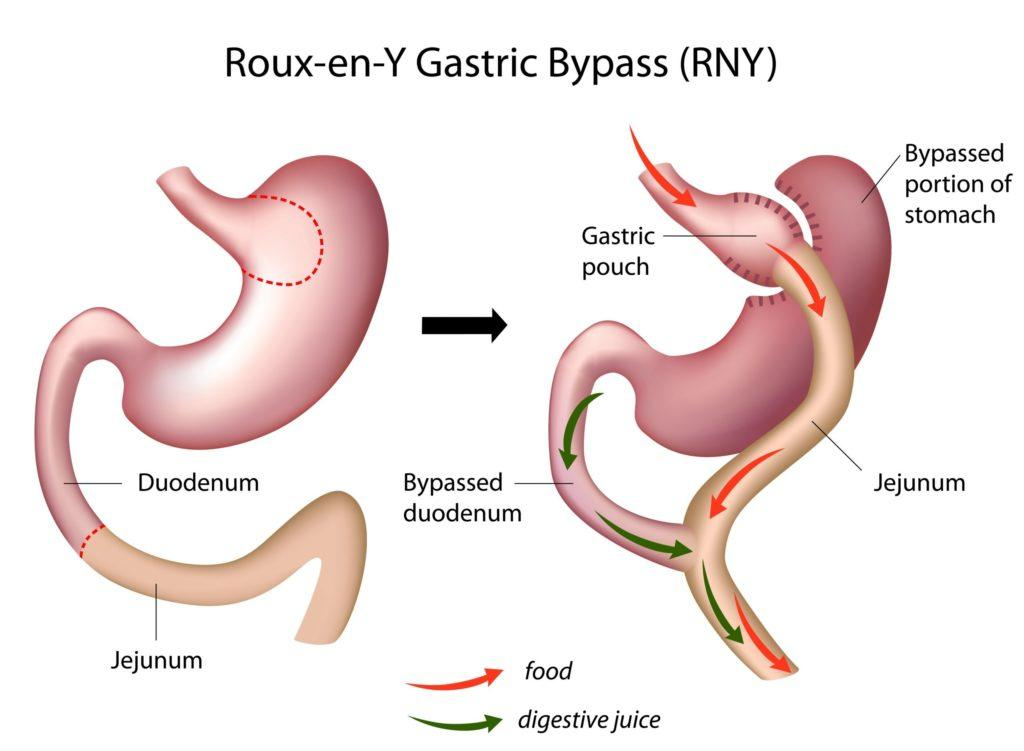 Roux-en-Y Gastric Bypass (RNY)
Bypassed
portion of
stomach
Gastric
pouch
Duodenum
Bypassed
duodenum
Jejunum
Jejunum
food
digestive juice